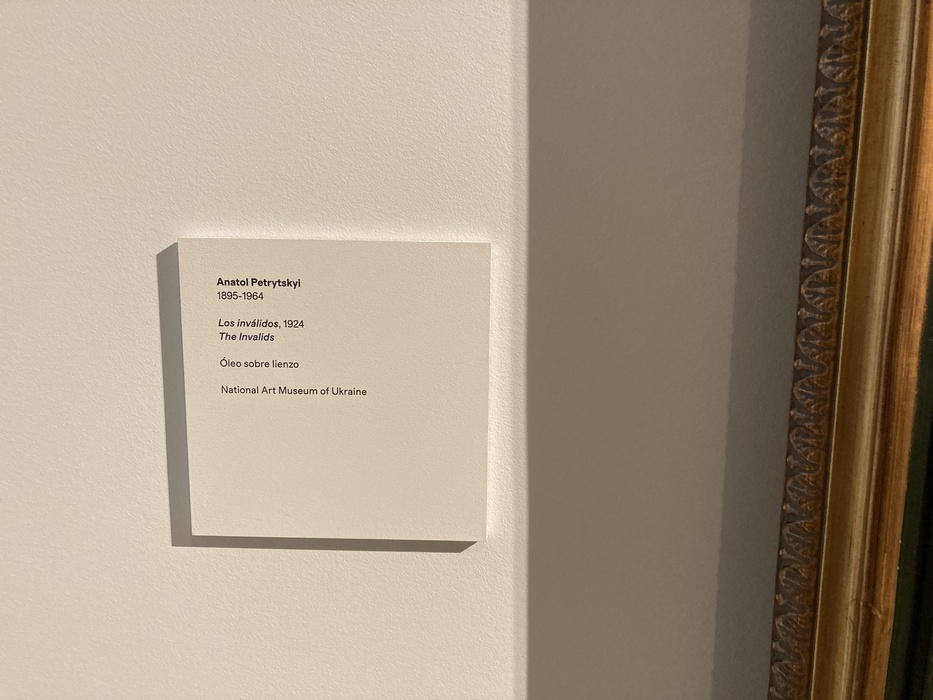 Anatol Petrytskyi
1895-1964
Los inválidos, 1924
The Invalids
Óleo sobre lienzo
National Art Museum of Ukraine